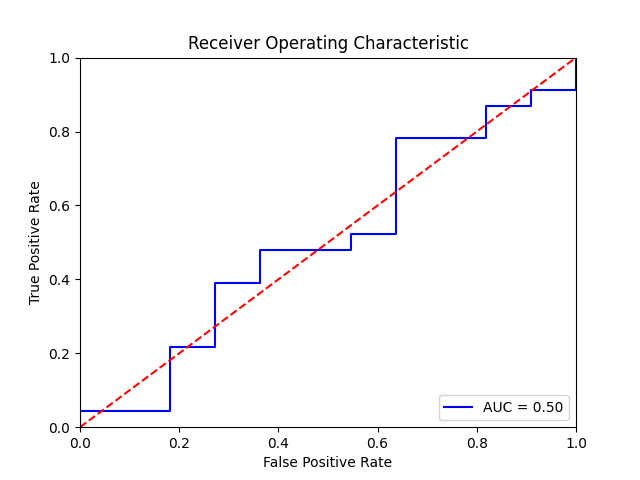 Receiver Operating Characteristic
1.0
0.8
0.6
0.4
0.2
0.0
True Positive Rate
AUC = 0.50
0.0 0.2 0.4 0.6 0.8 1.0
False Positive Rate